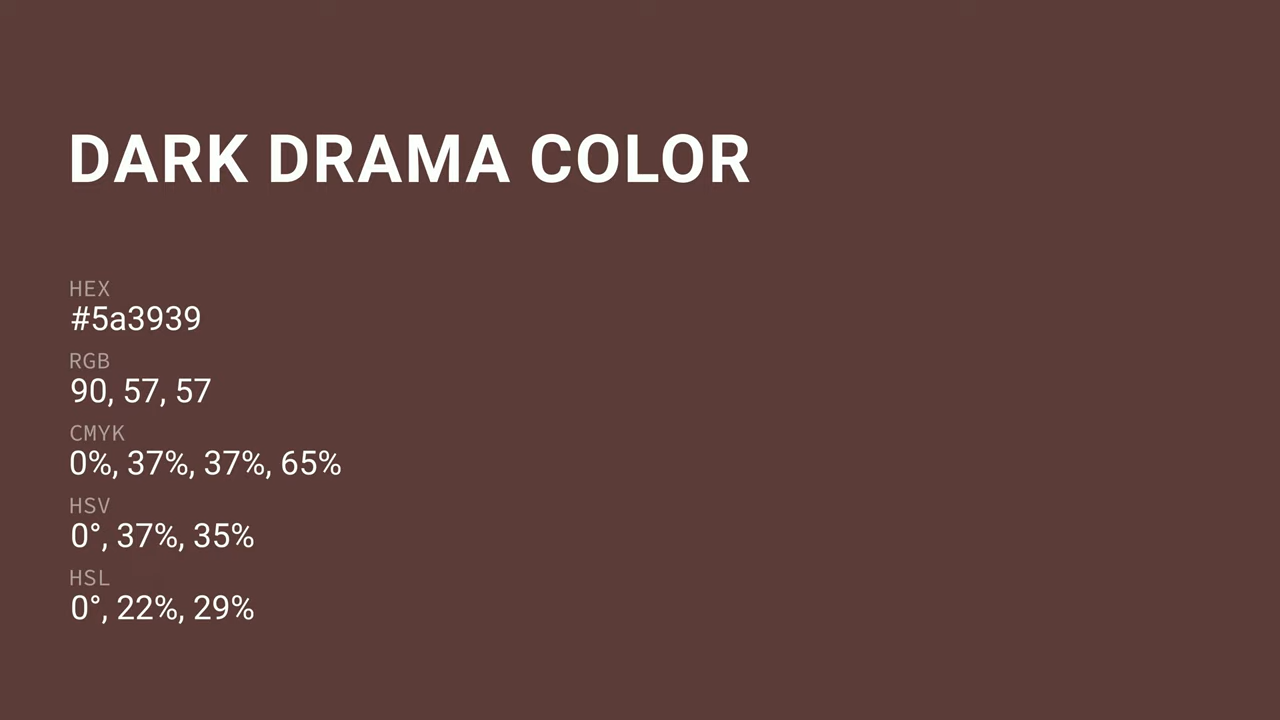 DARK DRAMA COLOR
HEX
#5a3939
RGB
90, 57, 57
CMYK
0%, 37%, 37%, 65%
HSV
0°, 37%, 35%
HSL
0°, 22%, 29%